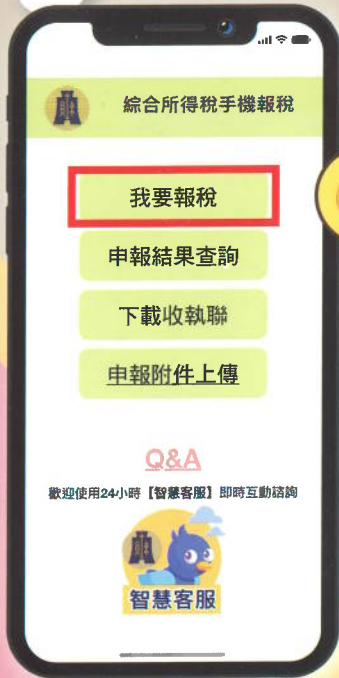 綜合所得稅手機報稅
我要報稅
申報結果查詢
下載收執聯
申報附件上傳
Q&A
歡迎使用24小時【智慧客服】即時互動諮詢
智慧客服